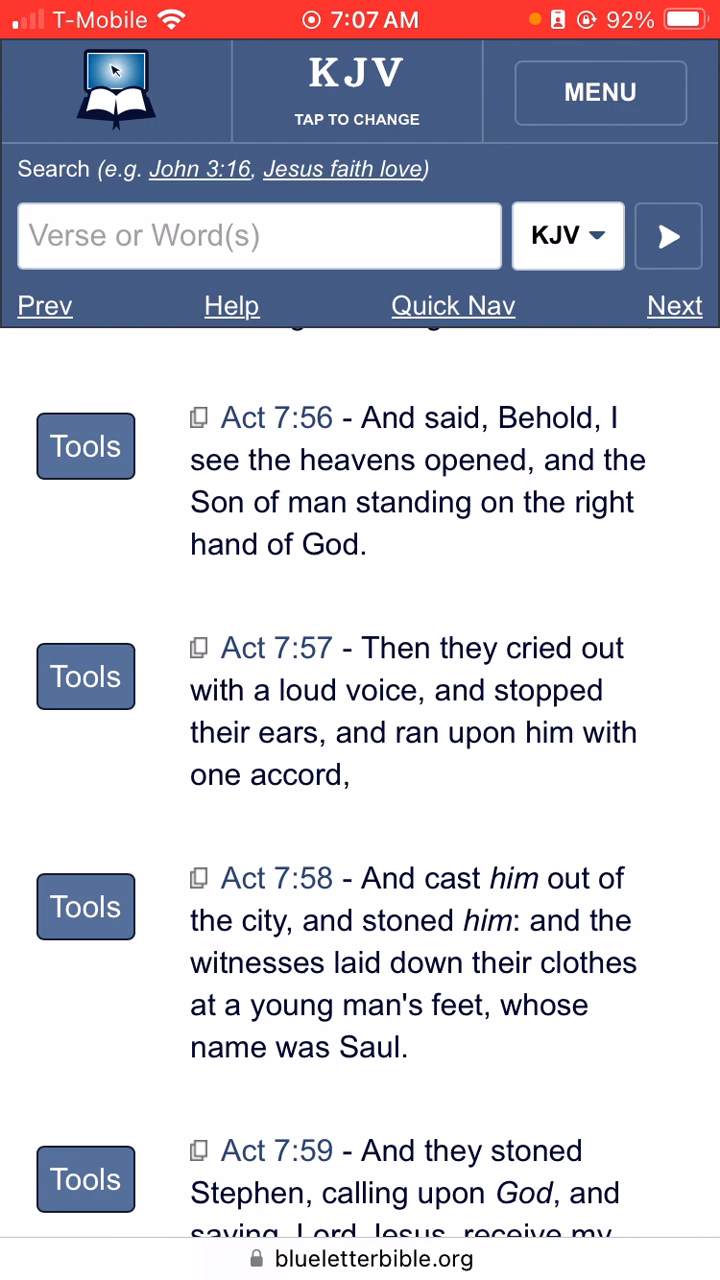 T-Mobile 7:07 AM 92%
KJV
TAP TO CHANGE
MENU
Search (e.g. John 3:16, Jesus faith love)
Verse or Word(s) KJV
Prev Help Quick Nav Next
Tools
Act 7:56 - And said, Behold, I
see the heavens opened, and the
Son of man standing on the right
hand of God.
Tools
Act 7:57 - Then they cried out
with a loud voice, and stopped
their ears, and ran upon him with
one accord,
Tools
Act 7:58 - And cast him out of
the city, and stoned him: and the
witnesses laid down their clothes
at a young man's feet, whose
name was Saul.
Tools
Act 7:59 - And they stoned
Stephen, calling upon God, and
saying, Lord Jesus, receive my
blueletterbible.org